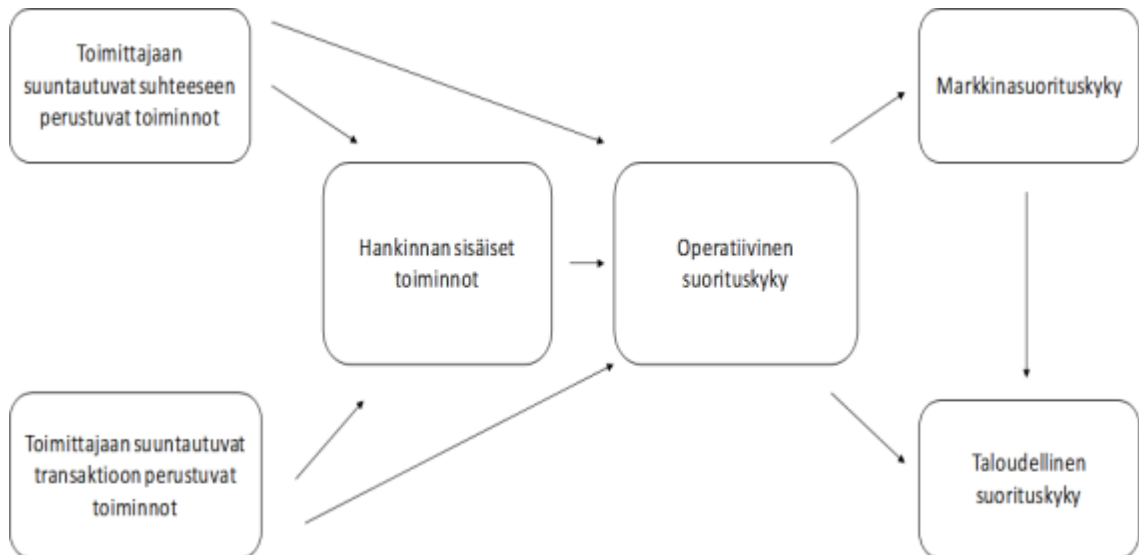 Toimittajaan
suuntautuvat suhteeseen
perustuvat toiminnot
Markkinasuorituskyky
Hankinnan sisäiset
toiminnot
Operatiivinen
suorituskyky
Toimittajaan suuntautuvat
transaktioon perustuvat
toiminnot
Taloudellinen
suorituskyky